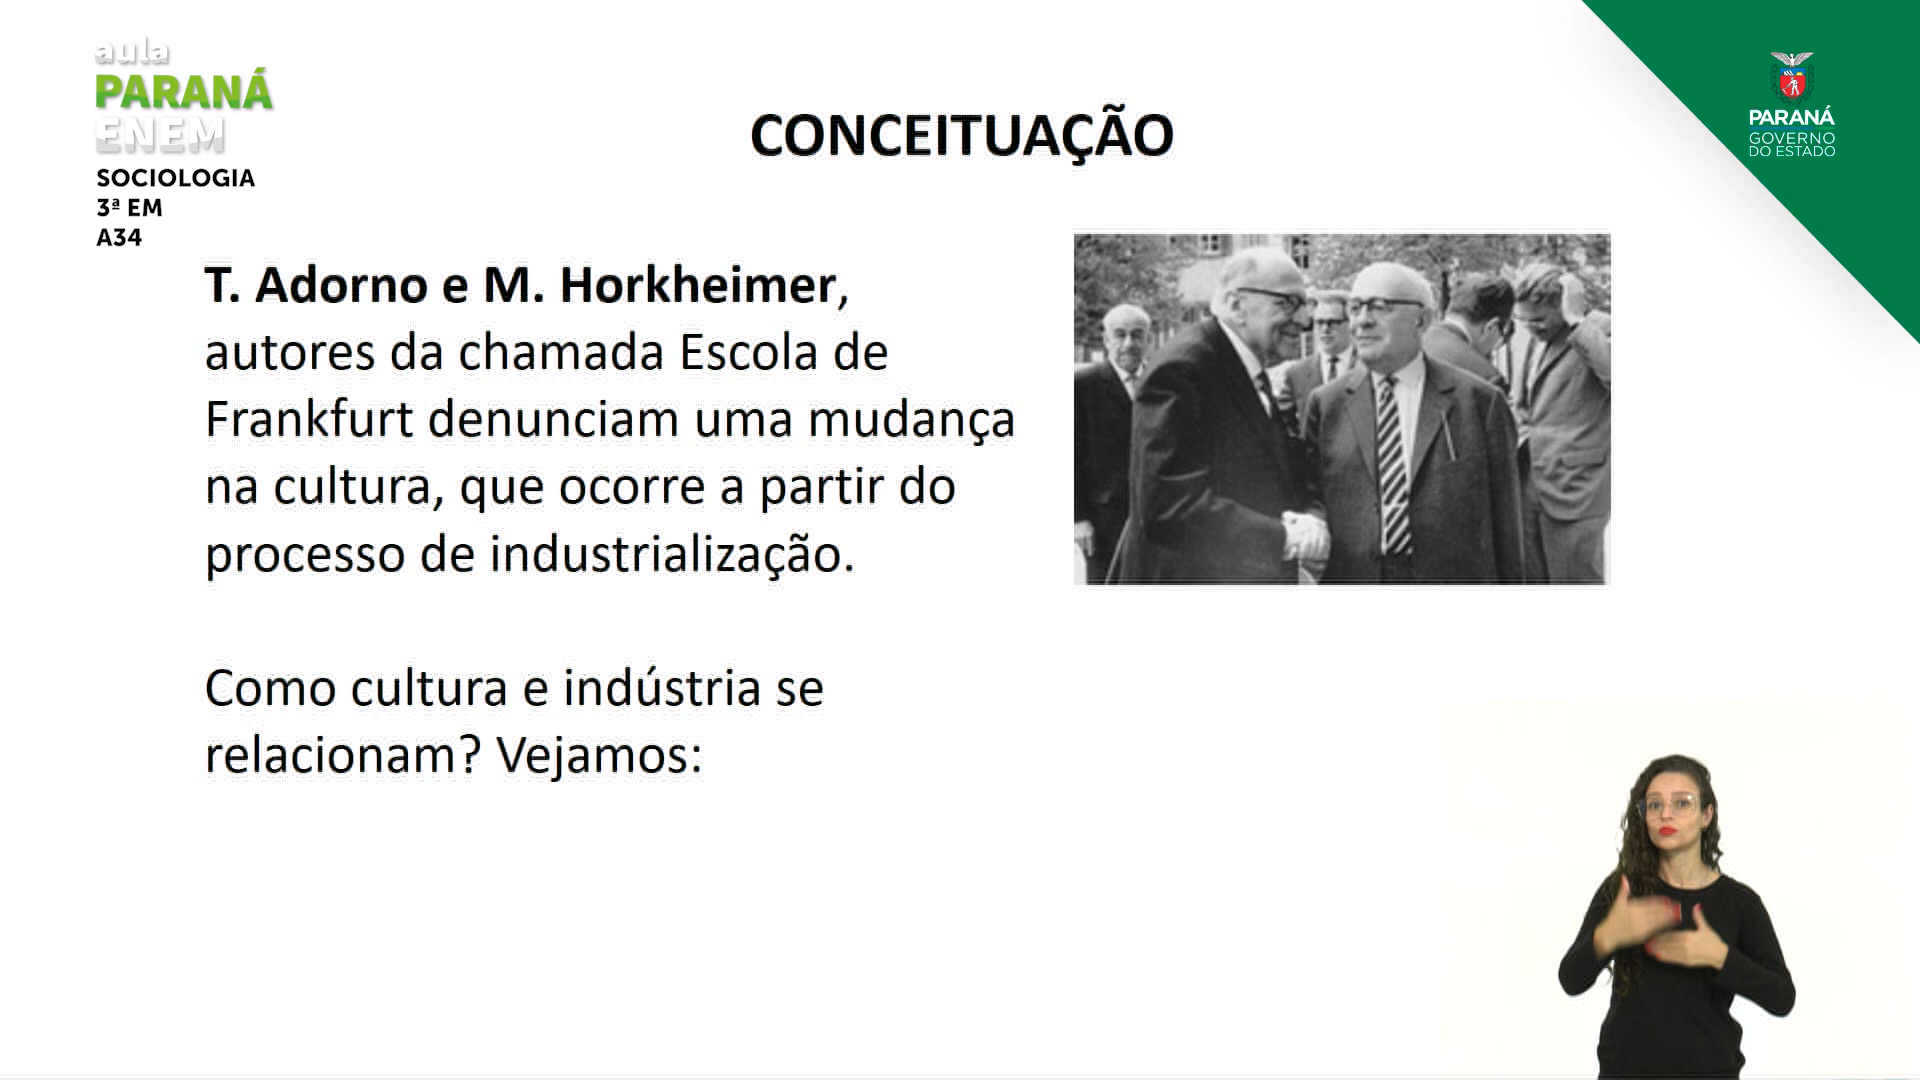 aula
PARANÁ
ENEM
SOCIOLOGIA
3ª EM
A34
CONCEITUAÇÃO
PARANÁ
GOVERNO
DO ESTADO
T. Adorno e M. Horkheimer,
autores da chamada Escola de
Frankfurt denunciam uma mudança
na cultura, que ocorre a partir do
processo de industrialização.
Como cultura e indústria se
relacionam? Vejamos: